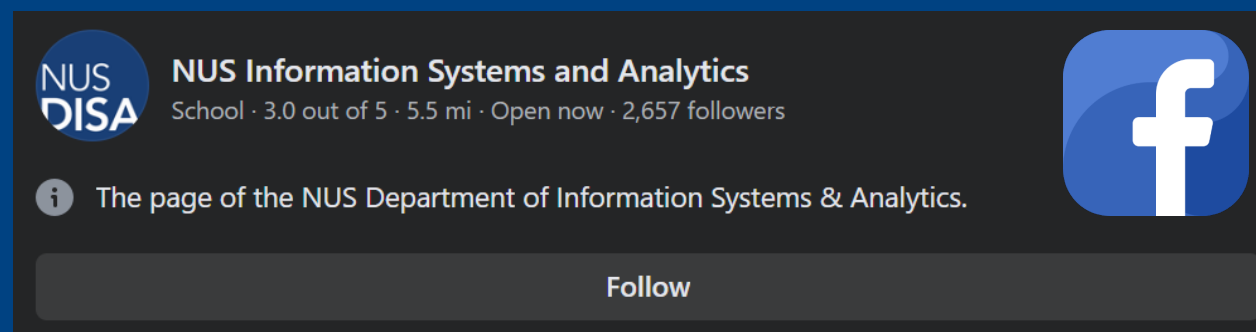 NUS
DISA
NUS Information Systems and Analytics
School · 3.0 out of 5 · 5.5 mi · Open now · 2,657 followers
The page of the NUS Department of Information Systems & Analytics.
Follow